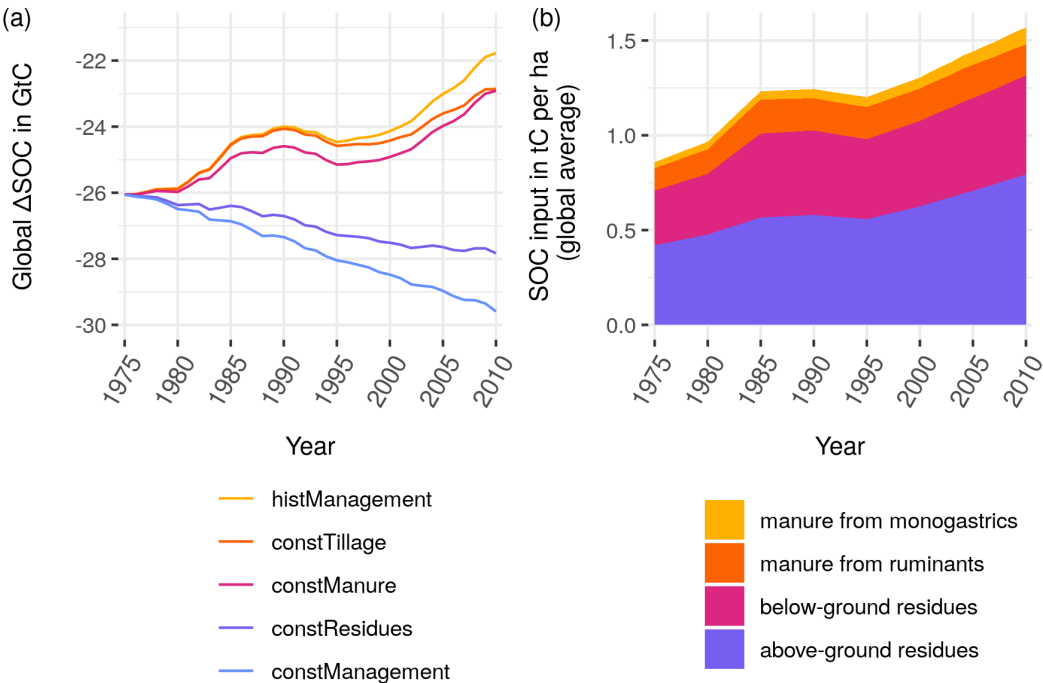 (a)
Global ΔSOC in GtC
-22
-24
-26
-28
-30
1975
1980
1985
1990
1995
2000
2005
2010
Year
histManagement
constTillage
constManure
constResidues
constManagement
(b)
SOC input in tC per ha
(global average)
1.5
1.0
0.5
0.0
1975
1980
1985
1990
1995
2000
2005
2010
Year
manure from monogastrics
manure from ruminants
below-ground residues
above-ground residues